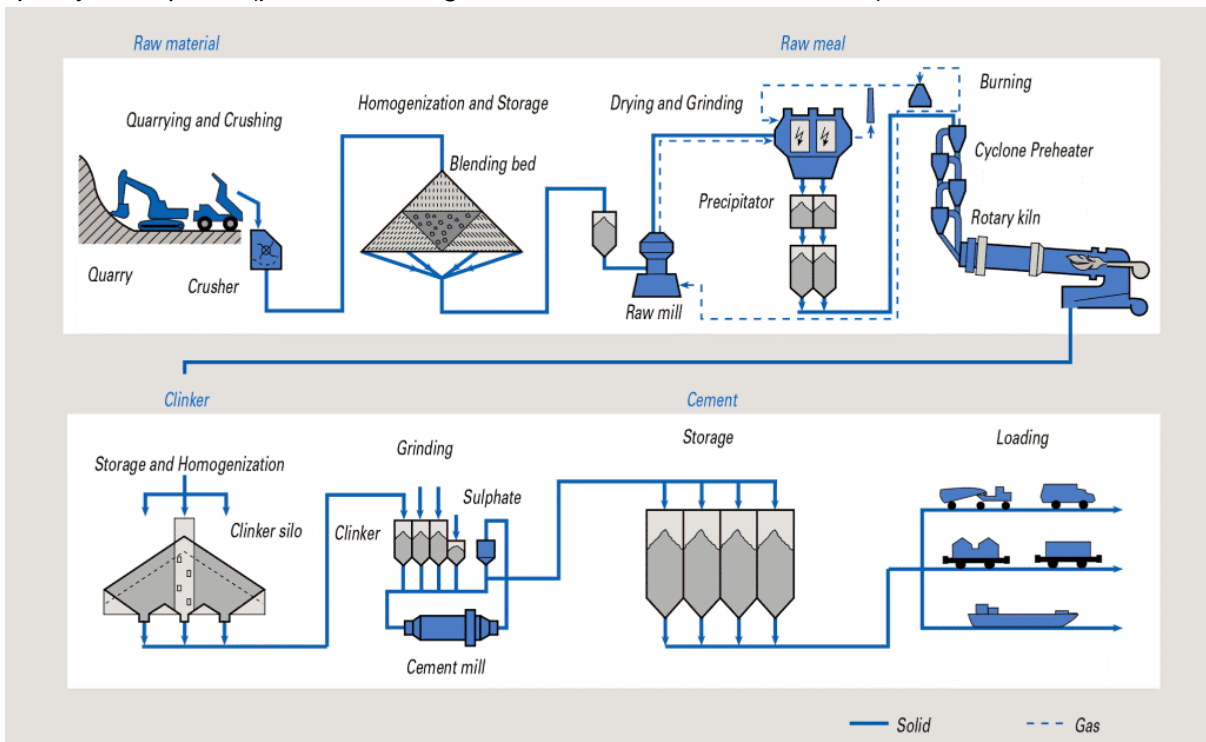 Raw material
Raw meal
Quarrying and Crushing
Homogenization and Storage
Drying and Grinding
Burning
Blending bed
Cyclone Preheater
Precipitator
Rotary kiln
Quarry
Crusher
Raw mill
Clinker
Cement
Storage and Homogenization
Grinding
Storage
Loading
Sulphate
Clinker silo
Clinker
Cement mill
Solid
Gas